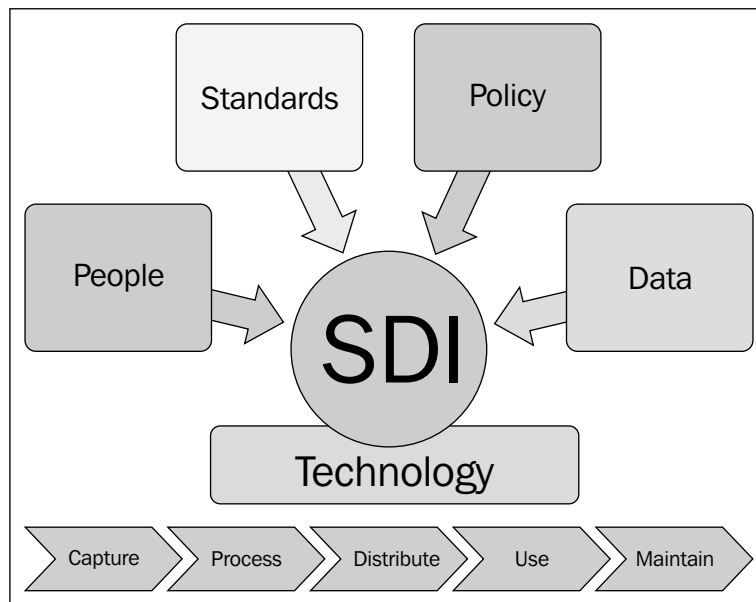 Standards
Policy
People
Data
SDI
Technology
Capture
Process
Distribute
Use
Maintain